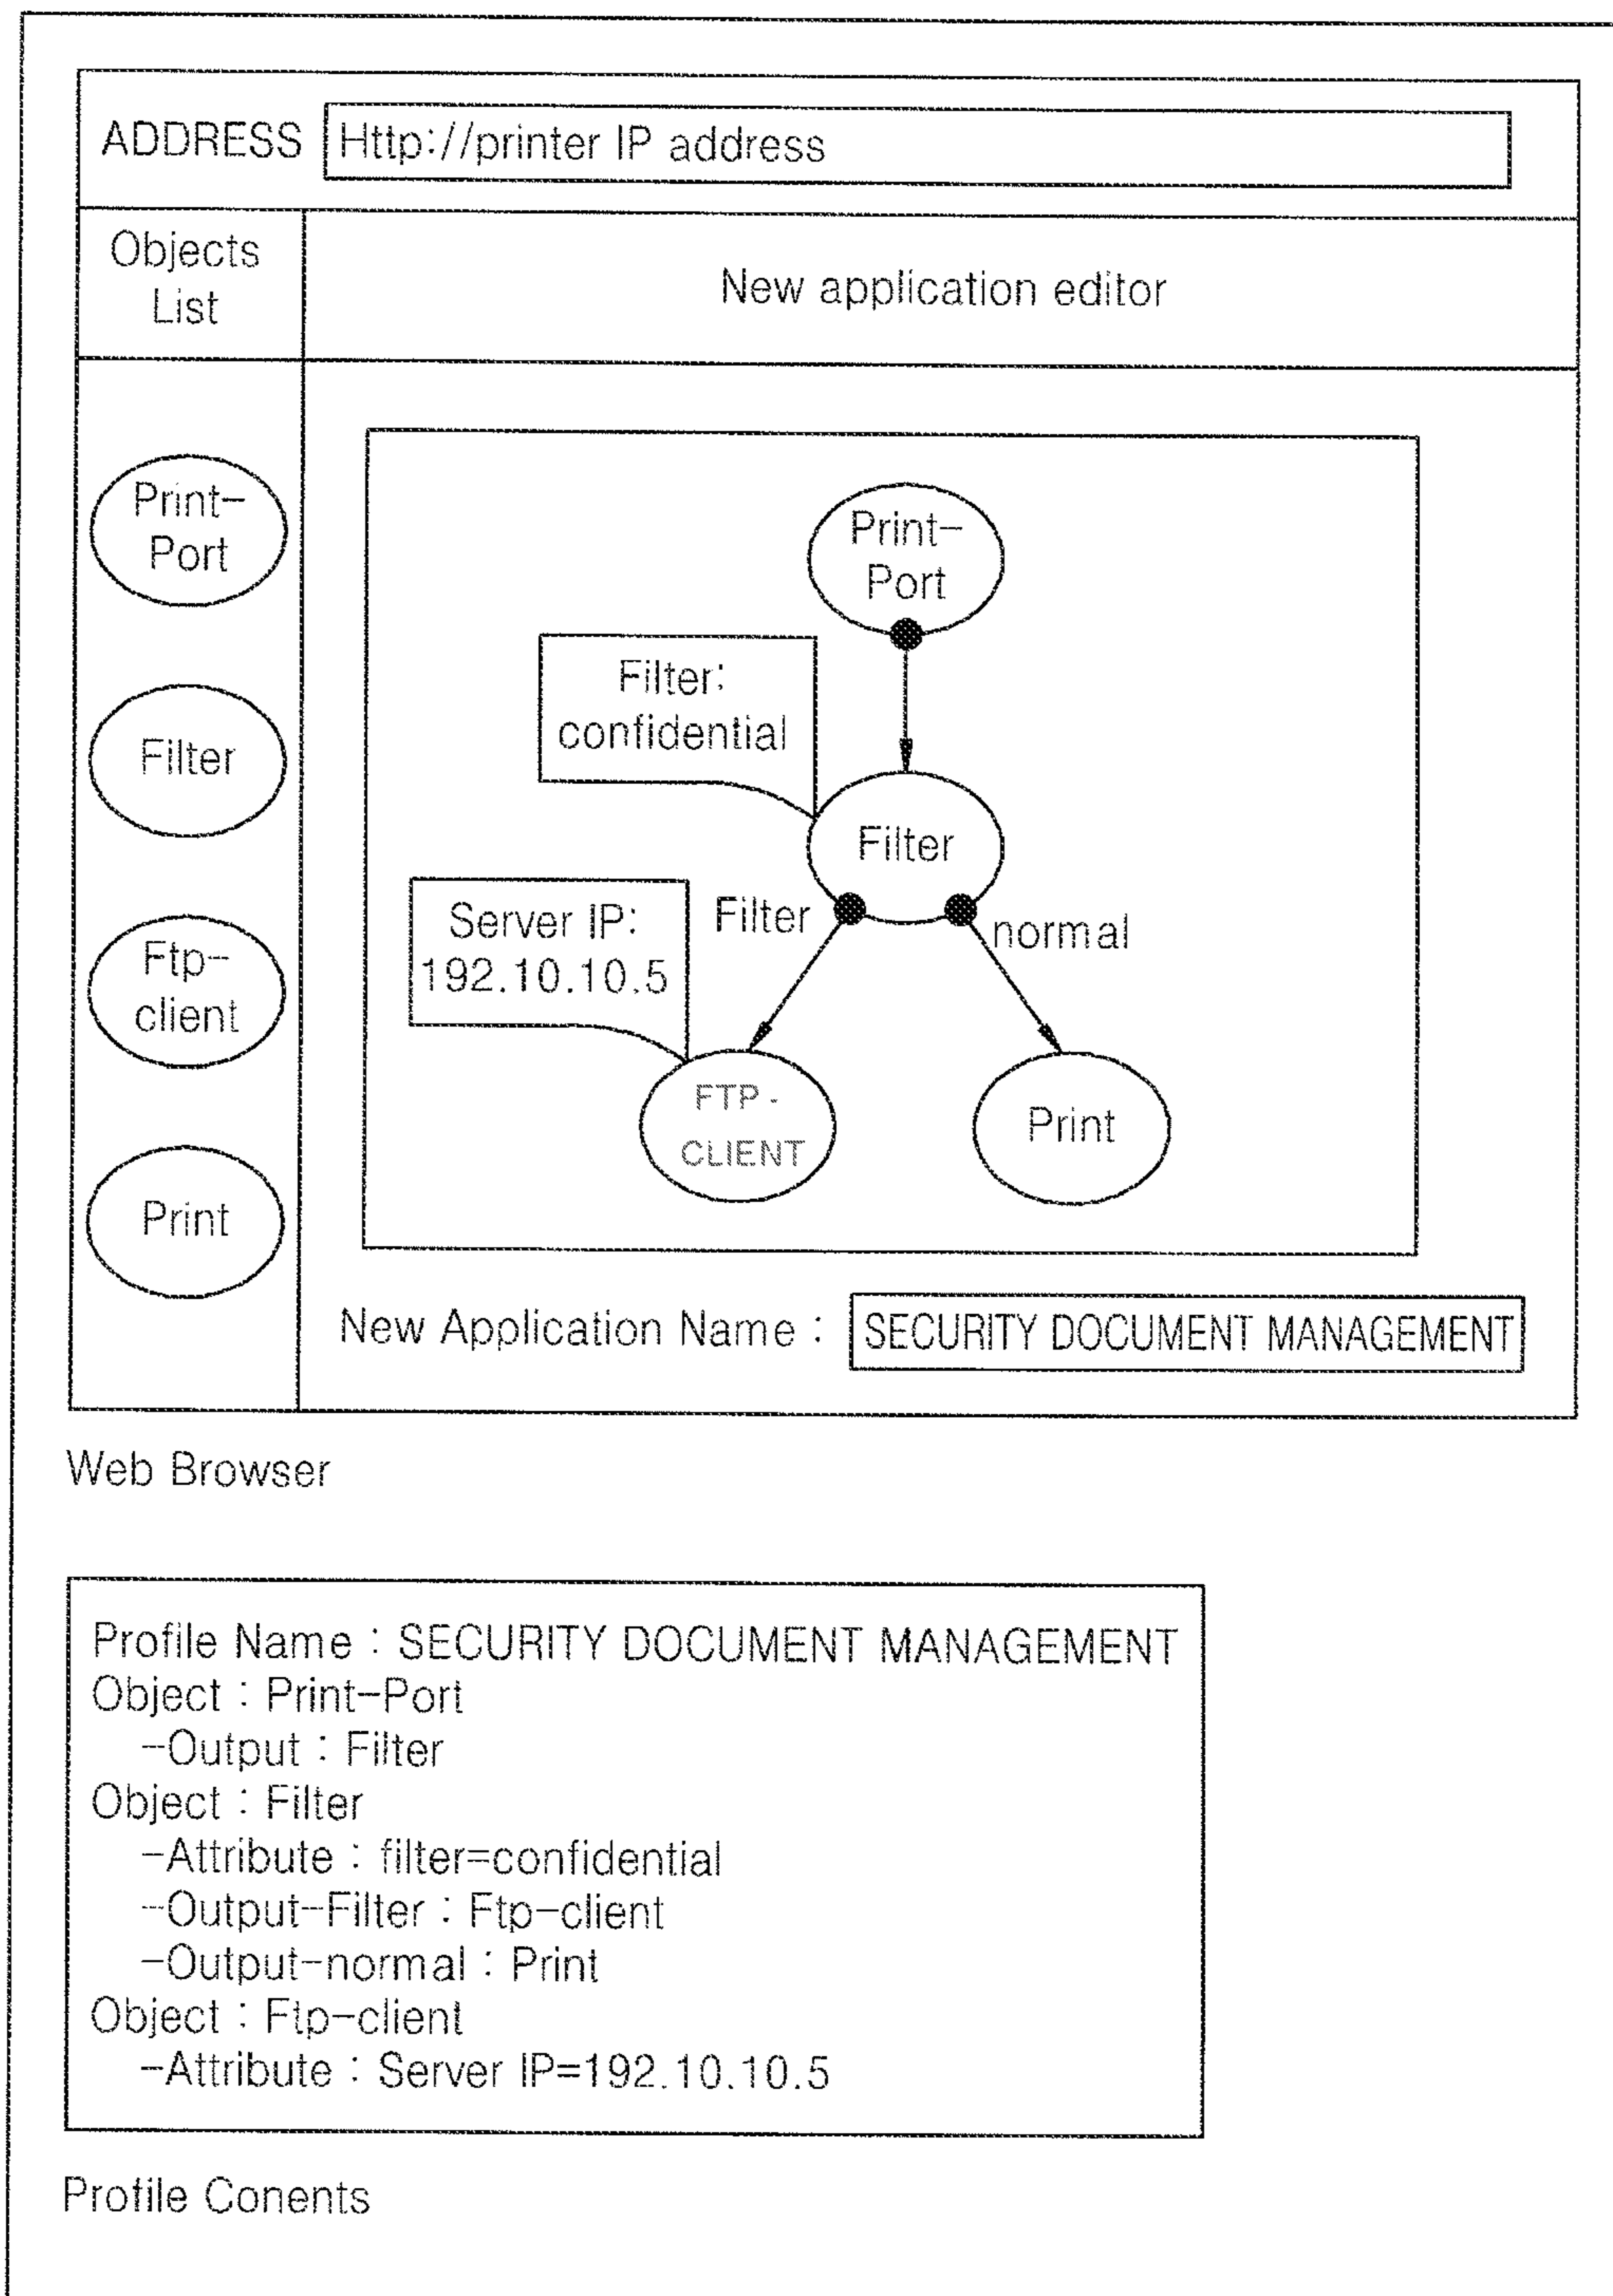 ADDRESS Http://printer IP address
Objects
List
New application editor
Print-
Port
Filter
Ftp-
client
Print
Print-
Port
Filter:
confidential
Filter
Filter
normal
Server IP:
192.10.10.5
FTP -
CLIENT
Print
New Application Name : SECURITY DOCUMENT MANAGEMENT
Web Browser
Profile Name : SECURITY DOCUMENT MANAGEMENT
Object : Print-Port
-Output : Filter
Object : Filter
-Attribute : filter=confidential
-Output-Filter : Ftp-client
-Output-normal : Print
Object : Ftp-client
-Attribute : Server IP=192.10.10.5
Profile Conents